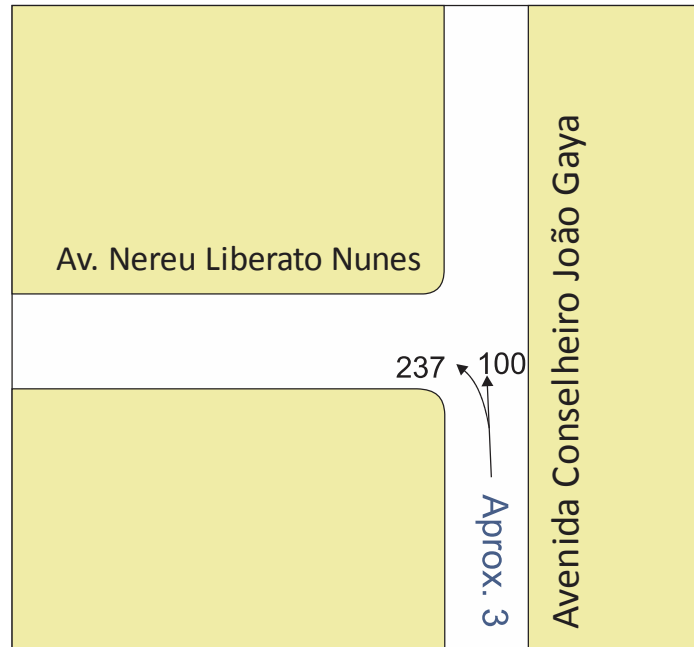 Av. Nereu Liberato Nunes
Avenida Conselheiro João Gaya
237
100
Aprox. 3